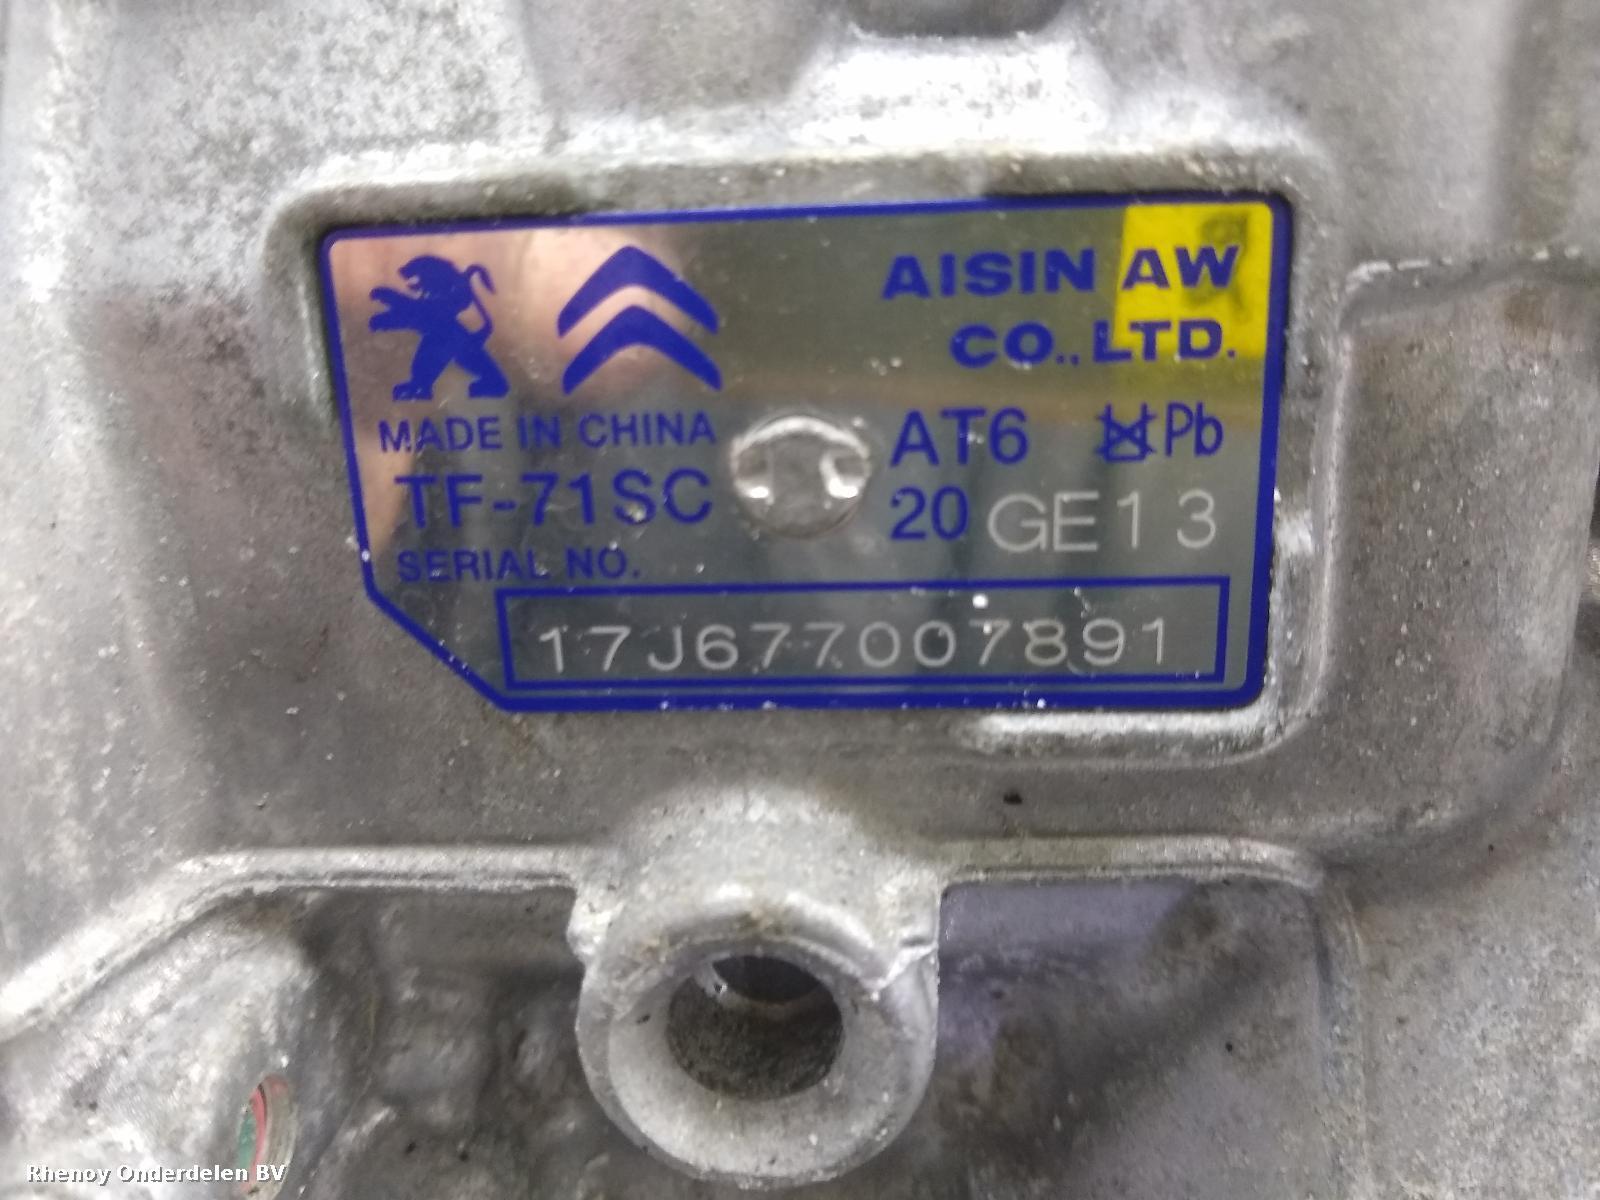 AISIN AW
CO., LTD.
MADE IN CHINA
AT6 Pb
TF-71SC
20 GE13
SERIAL NO.
17J677007891
Rhenoy Onderdelen BV